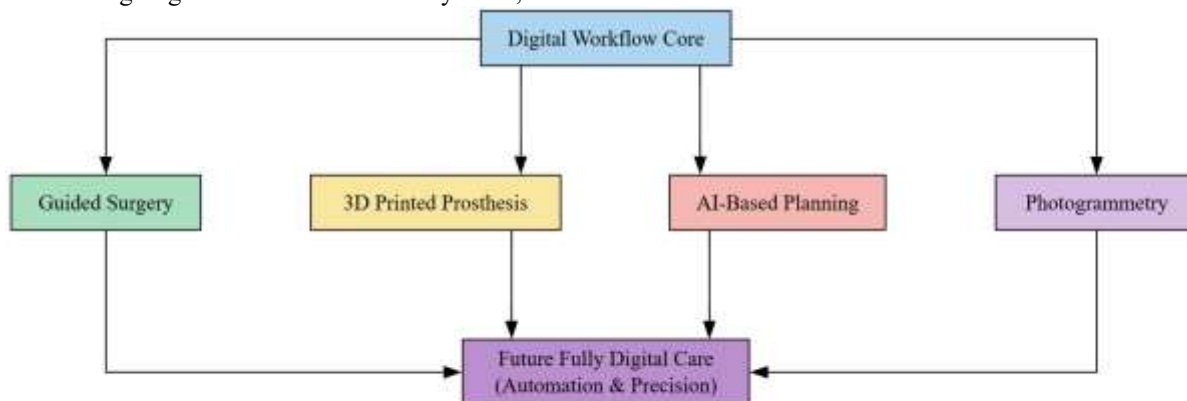 Digital Workflow Core
Guided Surgery
3D Printed Prosthesis
AI-Based Planning
Photogrammetry
Future Fully Digital Care
(Automation & Precision)